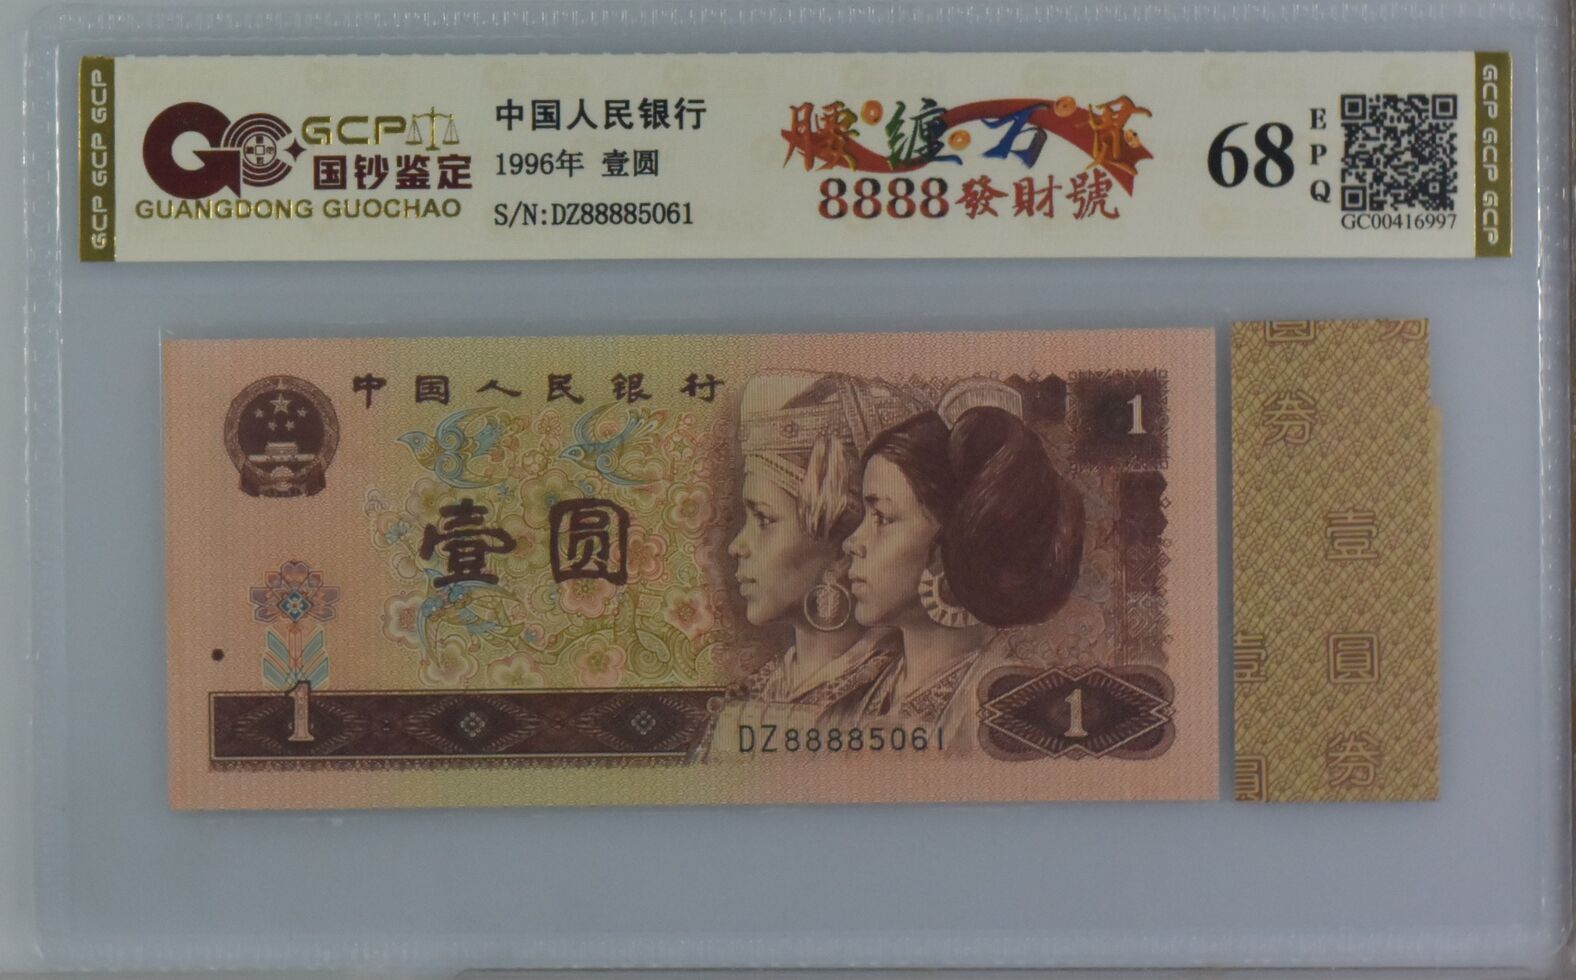 GCP GCP GCP
GCP
国钞鉴定
GUANGDONG GUOCHAO
中国人民银行
1996年 壹圆
S/N:DZ88885061
腰缠万贯
8888發財號
68
EPQ
GC00416997
GCP GCP GCP
中国人民银行
1
壹圆
1
DZ88885061
1
圆
券
券
壹
圓
券
壹
圓